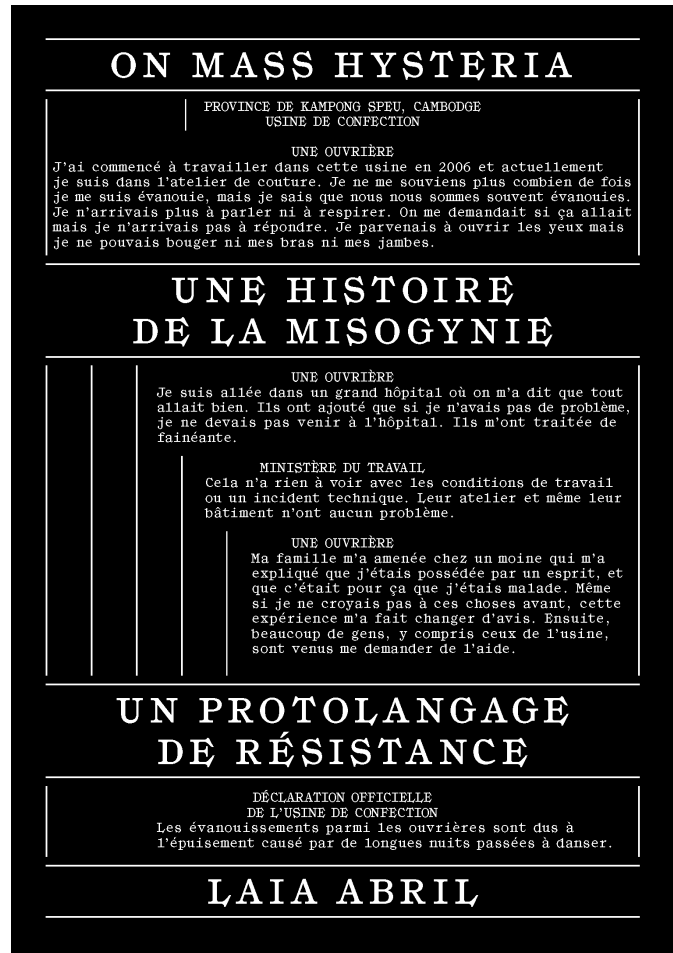 ON MASS HYSTERIA
PROVINCE DE KAMPONG SPEU, CAMBODGE
USINE DE CONFECTION
UNE OUVRIÈRE
J'ai commencé à travailler dans cette usine en 2006 et actuellement
je suis dans l'atelier de couture. Je ne me souviens plus combien de fois
je me suis évanouie, mais je sais que nous nous sommes souvent évanouies.
Je n'arrivais plus à parler ni à respirer. On me demandait si ça allait
mais je n'arrivais pas à répondre. Je parvenais à ouvrir les yeux mais
je ne pouvais bouger ni mes bras ni mes jambes.
UNE HISTOIRE
DE LA MISOGYNIE
UNE OUVRIÈRE
Je suis allée dans un grand hôpital où on m'a dit que tout
allait bien. Ils ont ajouté que si je n'avais pas de problème,
je ne devais pas venir à l'hôpital. Ils m'ont traitée de
fainéante.
MINISTÈRE DU TRAVAIL
Cela n'a rien à voir avec les conditions de travail
ou un incident technique. Leur atelier et même leur
bâtiment n'ont aucun problème.
UNE OUVRIÈRE
Ma famille m'a amenée chez un moine qui m'a
expliqué que j'étais possédée par un esprit, et
que c'était pour ça que j'étais malade. Même
si je ne croyais pas à ces choses avant, cette
expérience m'a fait changer d'avis. Ensuite,
beaucoup de gens, y compris ceux de l'usine,
sont venus me demander de l'aide.
UN PROTOLANGAGE
DE RÉSISTANCE
DÉCLARATION OFFICIELLE
DE L'USINE DE CONFECTION
Les évanouissements parmi les ouvrières sont dus à
l'épuisement causé par de longues nuits passées à danser.
LAIA ABRIL